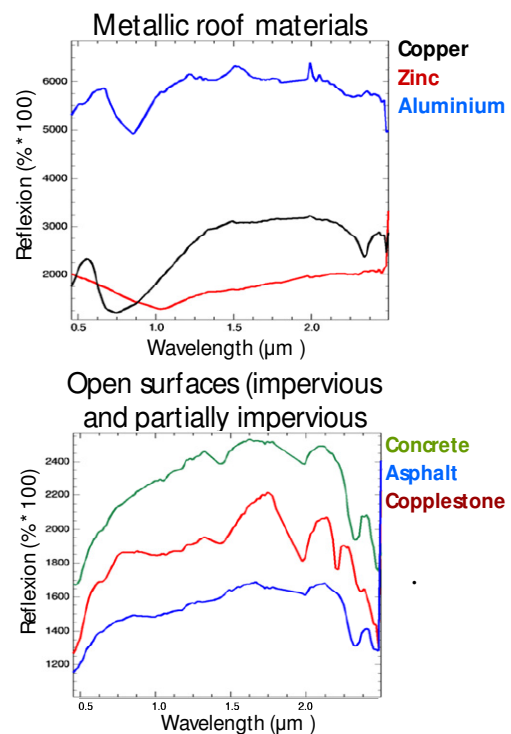 Metallic roof materials
Copper
Zinc
Aluminium
Reflexion (% * 100)
6000
5000
4000
3000
2000
0.5 1.0 1.5 2.0
Wavelength (µm )
Open surfaces (impervious
and partially impervious
Concrete
Asphalt
Copplestone
Reflexion (% * 100)
2400
2200
2000
1800
1600
1400
1200
0.5 1.0 1.5 2.0
Wavelength (µm )